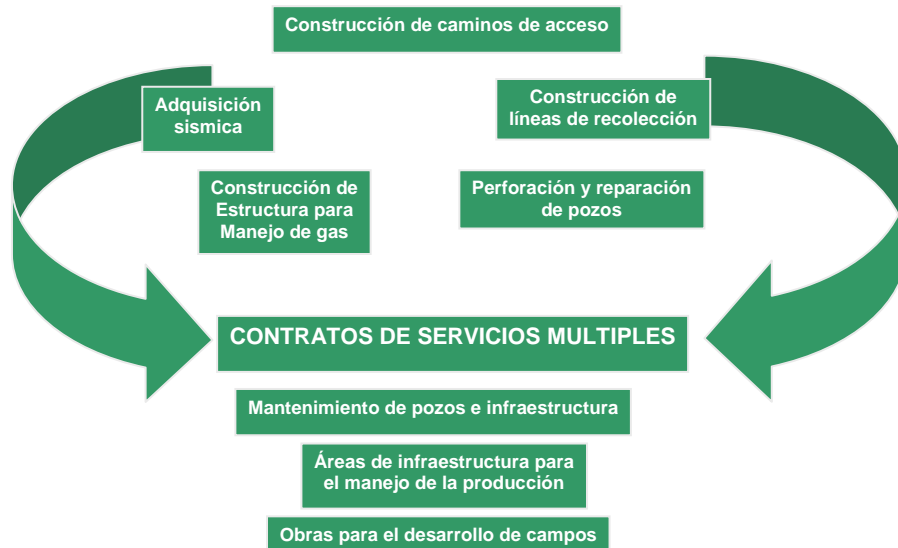 Construcción de caminos de acceso
Adquisición
sismica
Construcción de
líneas de recolección
Construcción de
Estructura para
Manejo de gas
Perforación y reparación
de pozos
CONTRATOS DE SERVICIOS MULTIPLES
Mantenimiento de pozos e infraestructura
Áreas de infraestructura para
el manejo de la producción
Obras para el desarrollo de campos